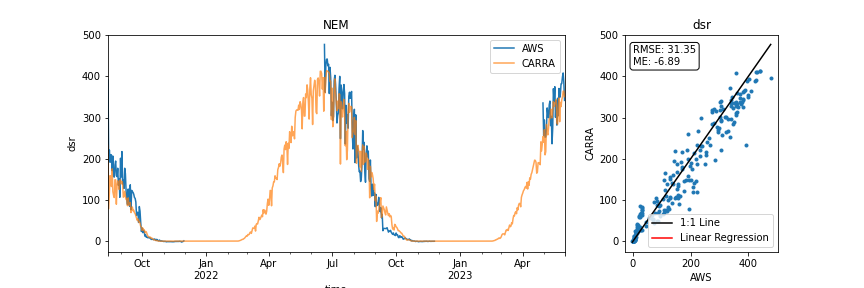 NEM
dsr
500
400
300
200
100
0
dsr
AWS
CARRA
Oct
Jan
2022
Apr
Jul
Oct
Jan
2023
Apr
time
500
400
300
200
100
0
CARRA
RMSE: 31.35
ME: -6.89
1:1 Line
Linear Regression
0
200
400
AWS